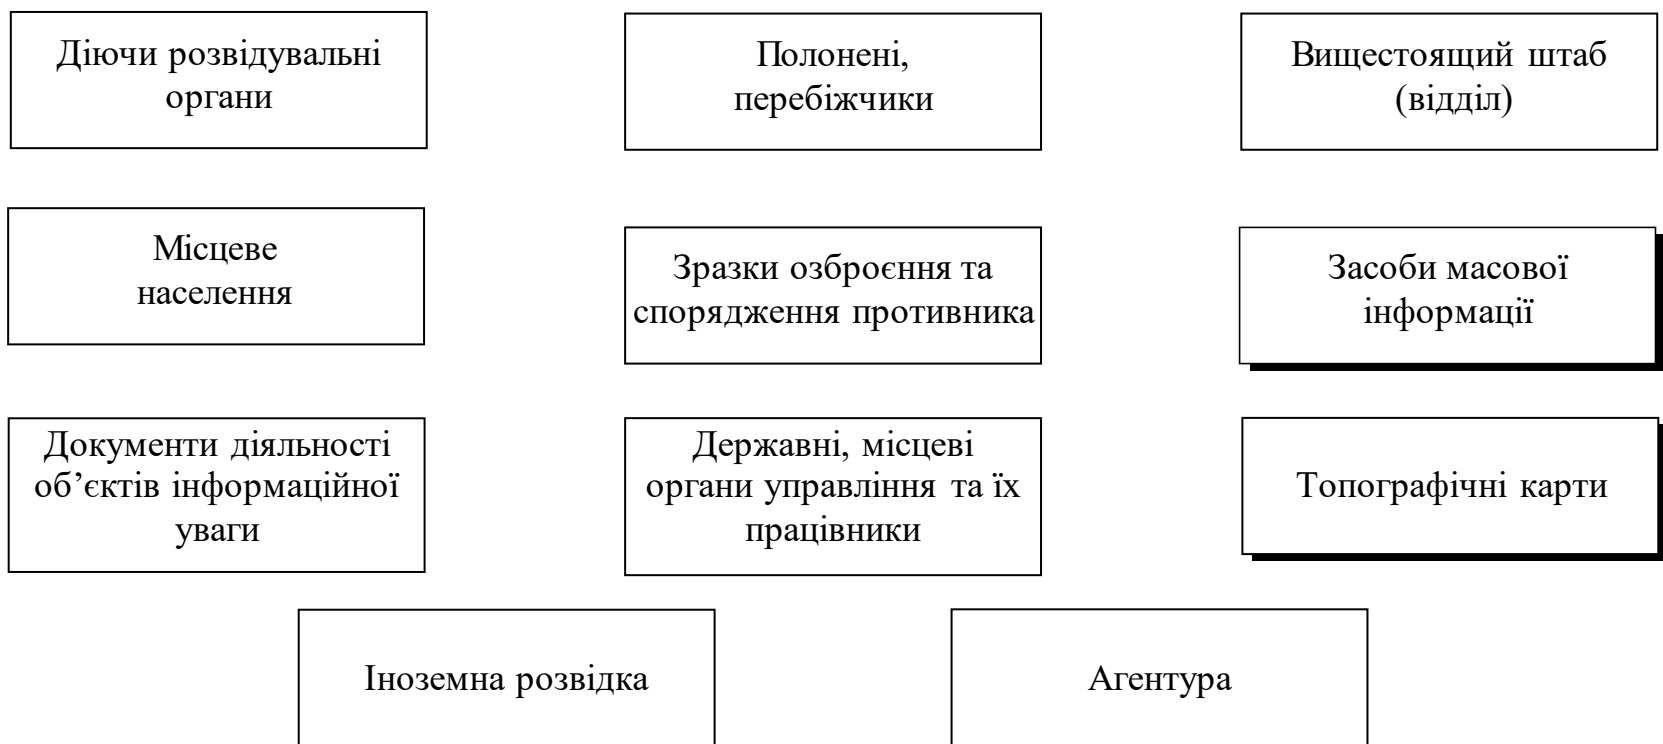 Діючи розвідувальні
органи
Полонені,
перебіжчики
Вищестоящий штаб
(відділ)
Місцеве
населення
Зразки озброєння та
спорядження противника
Засоби масової
інформації
Документи діяльності
об’єктів інформаційної
уваги
Державні, місцеві
органи управління та їх
працівники
Топографічні карти
Іноземна розвідка
Агентура